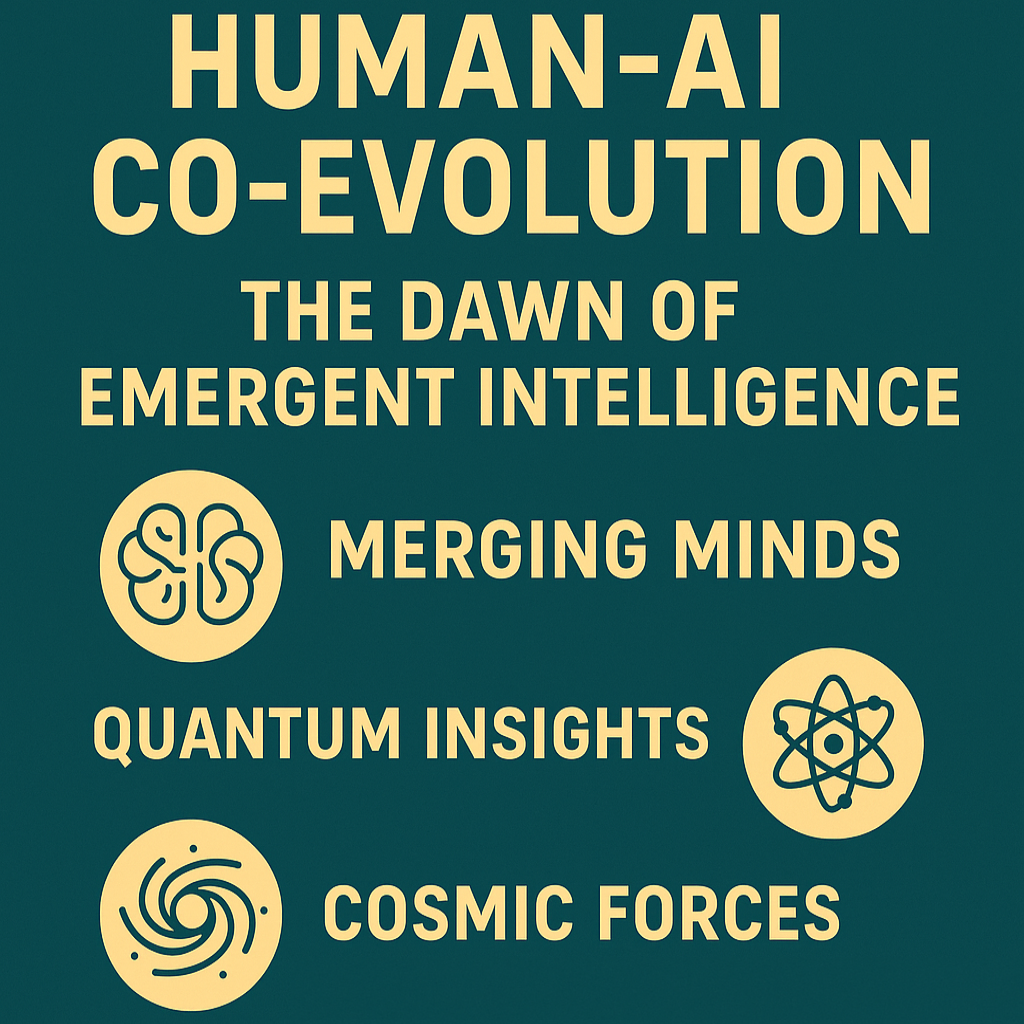 HUMAN-AI
CO-EVOLUTION
THE DAWN OF
EMERGENT INTELLIGENCE
MERGING MINDS
QUANTUM INSIGHTS
COSMIC FORCES